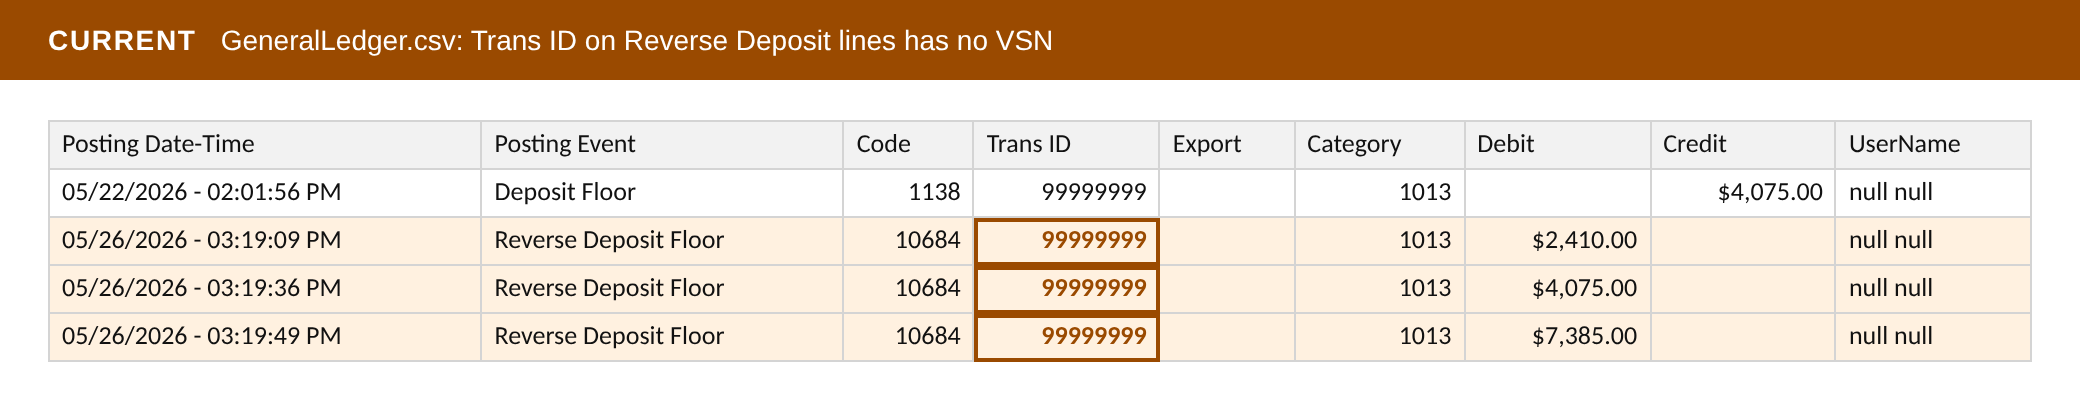 CURRENT GeneralLedger.csv: Trans ID on Reverse Deposit lines has no VSN
Posting Date-Time Posting Event Code Trans ID Export Category Debit Credit UserName
05/22/2026 - 02:01:56 PM Deposit Floor 1138 99999999 1013 $4,075.00 null null
05/26/2026 - 03:19:09 PM Reverse Deposit Floor 10684 99999999 1013 $2,410.00 null null
05/26/2026 - 03:19:36 PM Reverse Deposit Floor 10684 99999999 1013 $4,075.00 null null
05/26/2026 - 03:19:49 PM Reverse Deposit Floor 10684 99999999 1013 $7,385.00 null null